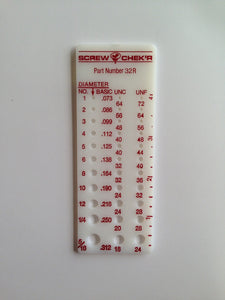 SCREW CHEK'R
Part Number 32R
DIAMETER
NO. BASIC UNC UNF
1 .073 64 72
2 .086 56 64
3 .099 48 56
4 .112 40 48
5 .125 40 44
6 .138 32 40
8 .164 32 36
10 .190 24 32
12 .216 24 28
1/4 .250 20 28
5/16 .312 18 24